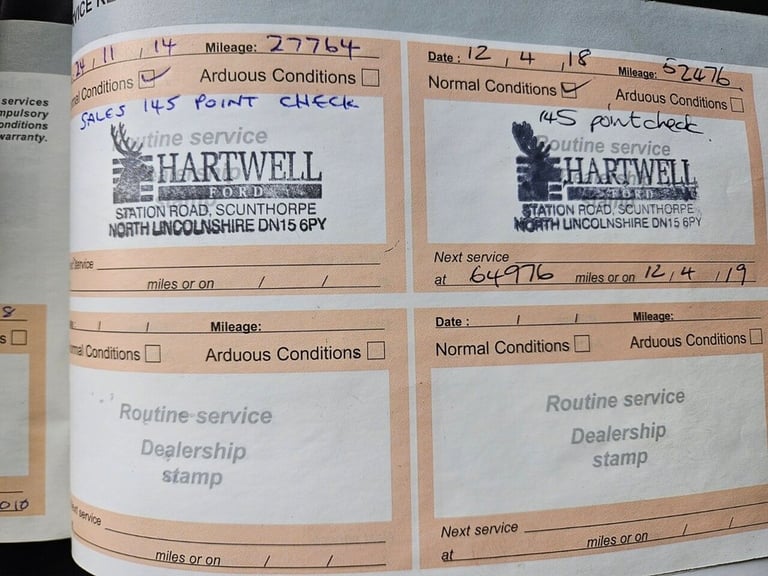 services
mpulsory
onditions
warranty.
24, 11, 14 Mileage: 27764
Conditions Arduous Conditions
SALES 145 POINT CHECK
Routine service
HARTWELL
FORD
STATION ROAD, SCUNTHORPE
NORTH LINCOLNSHIRE DN15 6PY
service
miles or on / /
Date: 12, 4, 18 Mileage: 52476
Normal Conditions Arduous Conditions
145 point check
Routine service
HARTWELL
FORD
STATION ROAD, SCUNTHORPE
NORTH LINCOLNSHIRE DN15 6PY
Next service
at 64976 miles or on 12, 4, 19
/ / Mileage:
Conditions Arduous Conditions
Routine service
Dealership
stamp
Next service
miles or on / /
Date: / / Mileage:
Normal Conditions Arduous Conditions
Routine service
Dealership
stamp
Next service
at miles or on / /